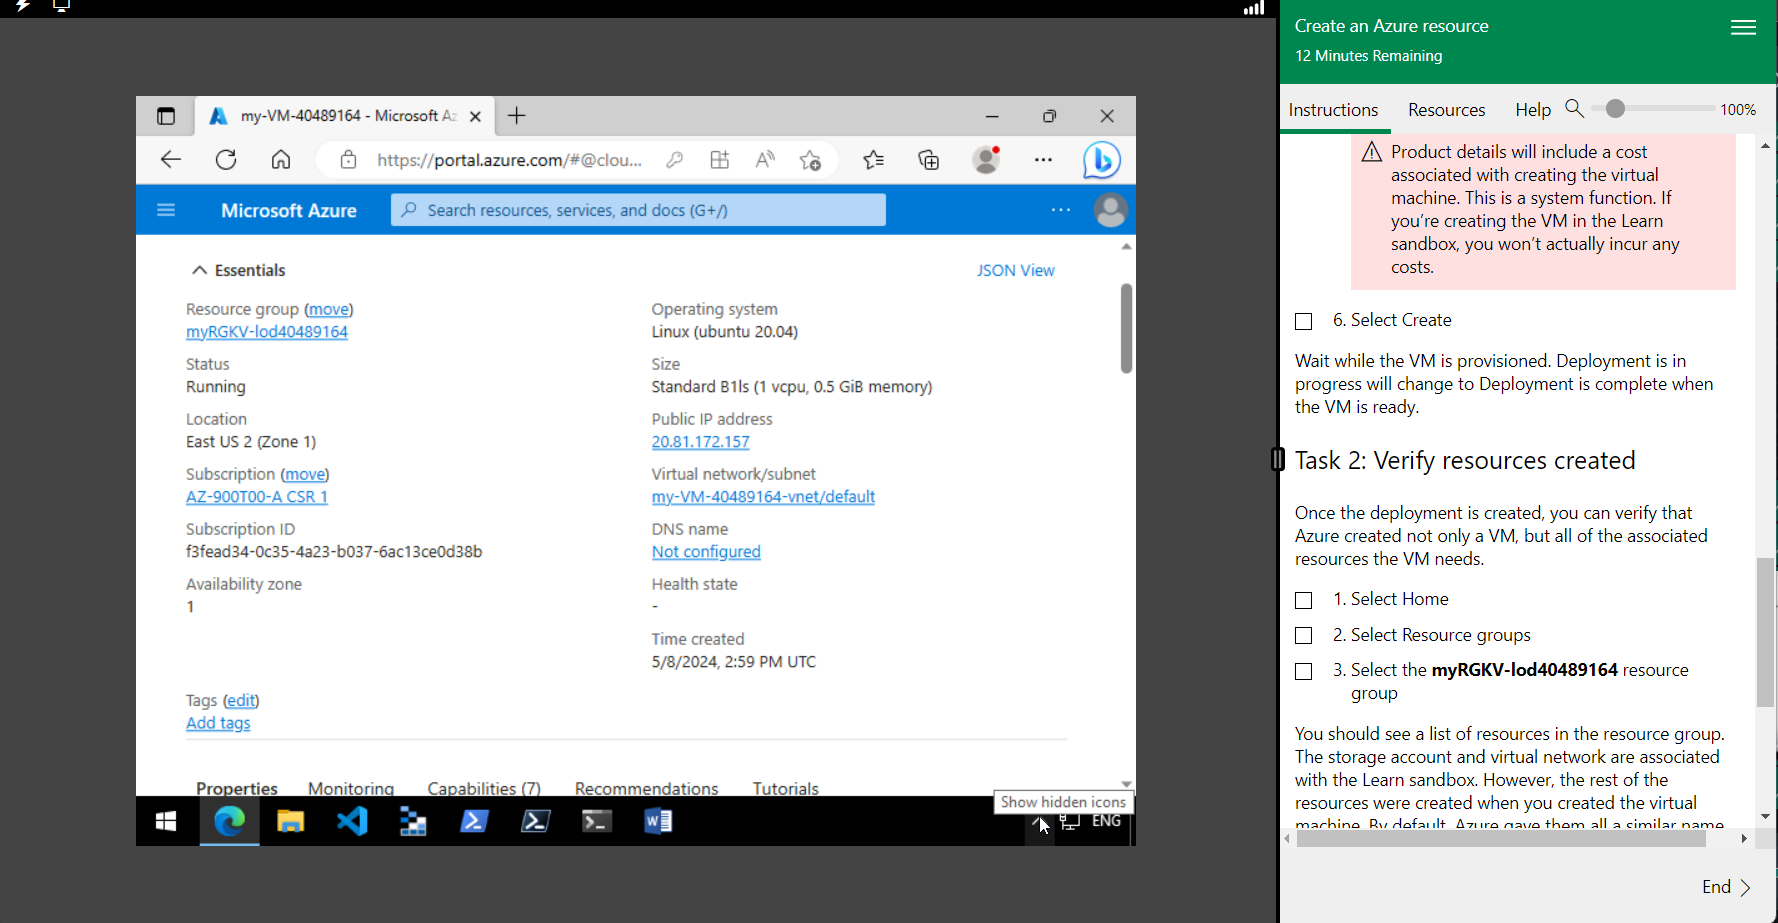 my-VM-40489164 - Microsoft Az
https://portal.azure.com/#@clou...
Microsoft Azure
Search resources, services, and docs (G+/)
Essentials
JSON View
Resource group (move)
myRGKV-lod40489164
Status
Running
Location
East US 2 (Zone 1)
Subscription (move)
AZ-900T00-A CSR 1
Subscription ID
f3fead34-0c35-4a23-b037-6ac13ce0d38b
Availability zone
1
Operating system
Linux (ubuntu 20.04)
Size
Standard B1ls (1 vcpu, 0.5 GiB memory)
Public IP address
20.81.172.157
Virtual network/subnet
my-VM-40489164-vnet/default
DNS name
Not configured
Health state
-
Time created
5/8/2024, 2:59 PM UTC
Tags (edit)
Add tags
Properties Monitoring Capabilities (7) Recommendations Tutorials
Show hidden icons
ENG
Create an Azure resource
12 Minutes Remaining
Instructions Resources Help 100%
Product details will include a cost
associated with creating the virtual
machine. This is a system function. If
you're creating the VM in the Learn
sandbox, you won't actually incur any
costs.
6. Select Create
Wait while the VM is provisioned. Deployment is in
progress will change to Deployment is complete when
the VM is ready.
Task 2: Verify resources created
Once the deployment is created, you can verify that
Azure created not only a VM, but all of the associated
resources the VM needs.
1. Select Home
2. Select Resource groups
3. Select the myRGKV-lod40489164 resource
group
You should see a list of resources in the resource group.
The storage account and virtual network are associated
with the Learn sandbox. However, the rest of the
resources were created when you created the virtual
machine. By default, Azure gave them all a similar name
End